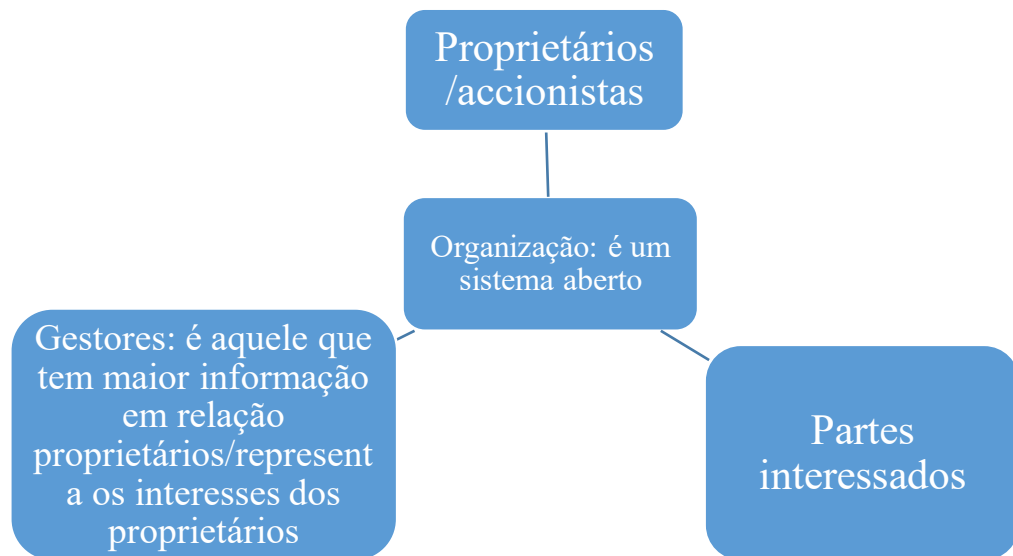 Proprietários
/accionistas
Organização: é um
sistema aberto
Gestores: é aquele que
tem maior informação
em relação
proprietários/represent
a os interesses dos
proprietários
Partes
interessados